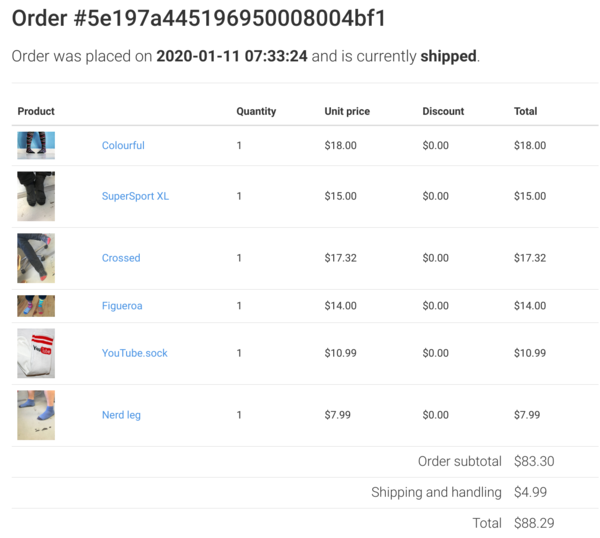 Order #5e197a445196950008004bf1
Order was placed on 2020-01-11 07:33:24 and is currently shipped.
Product Quantity Unit price Discount Total
Colourful 1 $18.00 $0.00 $18.00
SuperSport XL 1 $15.00 $0.00 $15.00
Crossed 1 $17.32 $0.00 $17.32
Figueroa 1 $14.00 $0.00 $14.00
YouTube.sock 1 $10.99 $0.00 $10.99
Nerd leg 1 $7.99 $0.00 $7.99
Order subtotal $83.30
Shipping and handling $4.99
Total $88.29